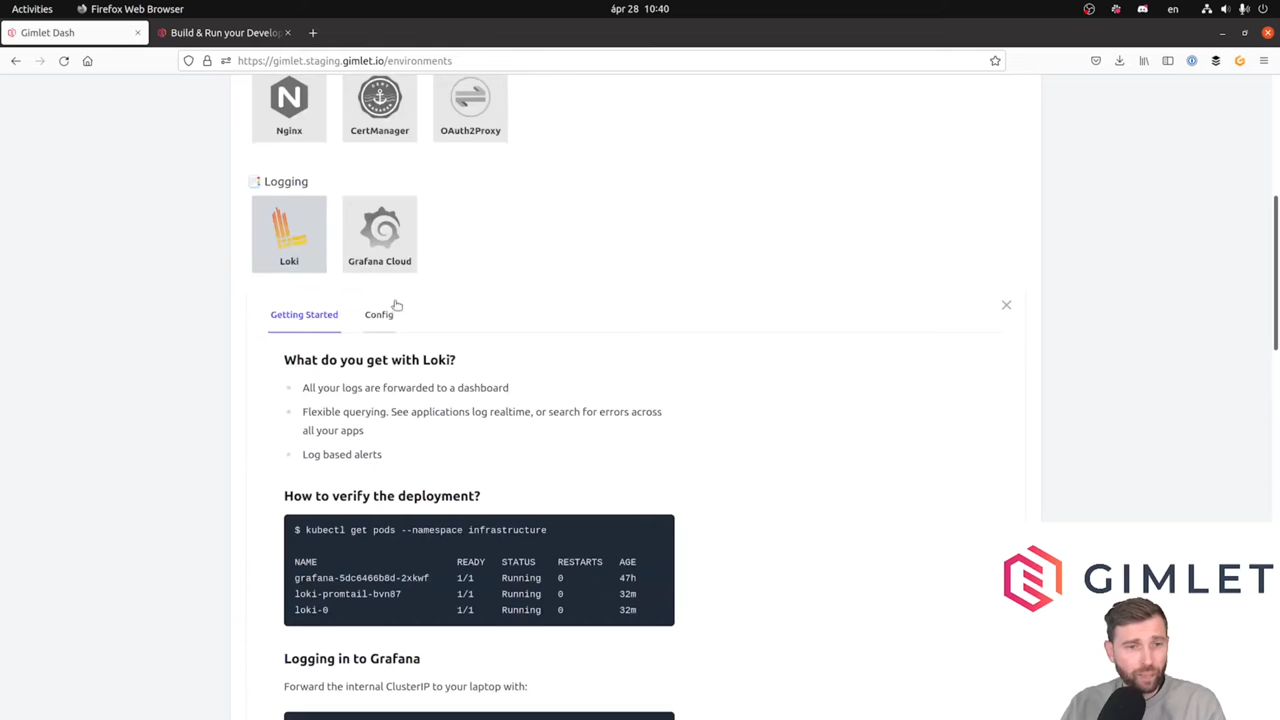 Activities
Firefox Web Browser
ápr 28 10:40
en
Gimlet Dash
Build & Run your Develop
https://gimlet.staging.gimlet.io/environments
Nginx
CertManager
OAuth2Proxy
Logging
Loki
Grafana Cloud
Getting Started
Config
What do you get with Loki?
All your logs are forwarded to a dashboard
Flexible querying. See applications log realtime, or search for errors across
all your apps
Log based alerts
How to verify the deployment?
$ kubectl get pods --namespace infrastructure
NAME READY STATUS RESTARTS AGE
grafana-5dc6466b8d-2xkwf 1/1 Running 0 47h
loki-promtail-bvn87 1/1 Running 0 32m
loki-0 1/1 Running 0 32m
GIMLET
Logging in to Grafana
Forward the internal ClusterIP to your laptop with: